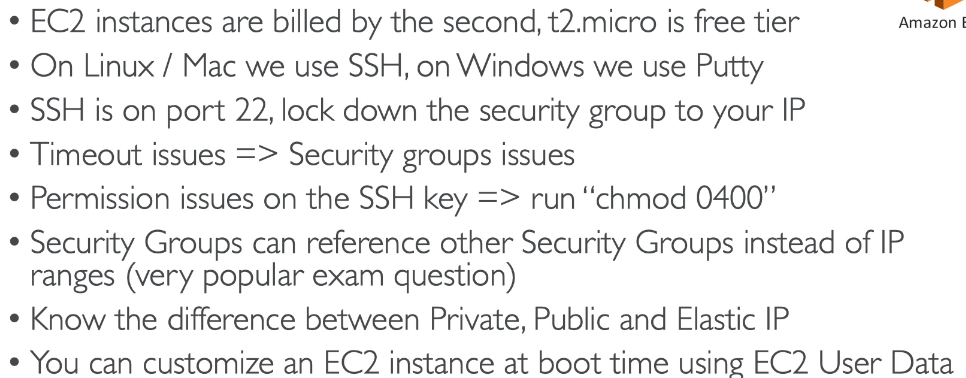 • EC2 instances are billed by the second, t2.micro is free tier
Amazon E
• On Linux / Mac we use SSH, on Windows we use Putty
• SSH is on port 22, lock down the security group to your IP
• Timeout issues => Security groups issues
• Permission issues on the SSH key => run “chmod 0400”
• Security Groups can reference other Security Groups instead of IP
ranges (very popular exam question)
• Know the difference between Private, Public and Elastic IP
• You can customize an EC2 instance at boot time using EC2 User Data